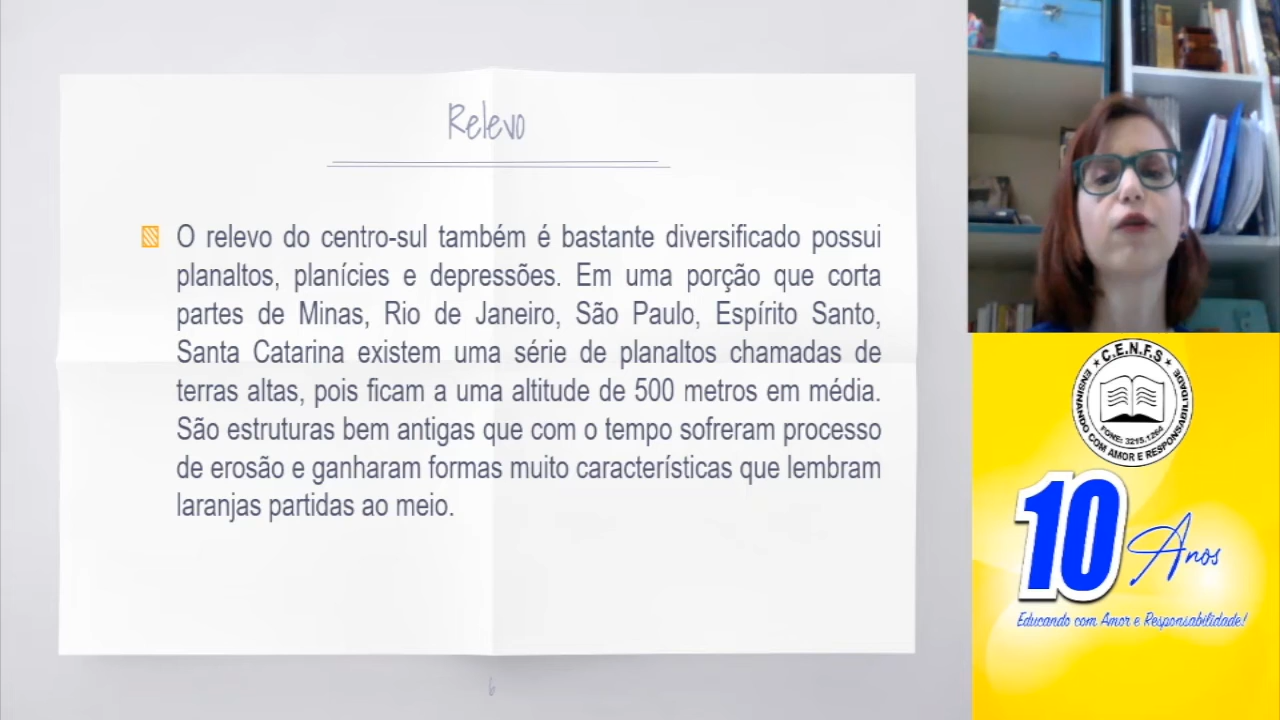 Relevo
O relevo do centro-sul também é bastante diversificado possui
planaltos, planícies e depressões. Em uma porção que corta
partes de Minas, Rio de Janeiro, São Paulo, Espírito Santo,
Santa Catarina existem uma série de planaltos chamadas de
terras altas, pois ficam a uma altitude de 500 metros em média.
São estruturas bem antigas que com o tempo sofreram processo
de erosão e ganharam formas muito características que lembram
laranjas partidas ao meio.
6
★ C.E.N.F.S ★
ENSINANDO COM AMOR E RESPONSABILIDADE
FONE: 3215.1266
10 Anos
Educando com Amor e Responsabilidade!